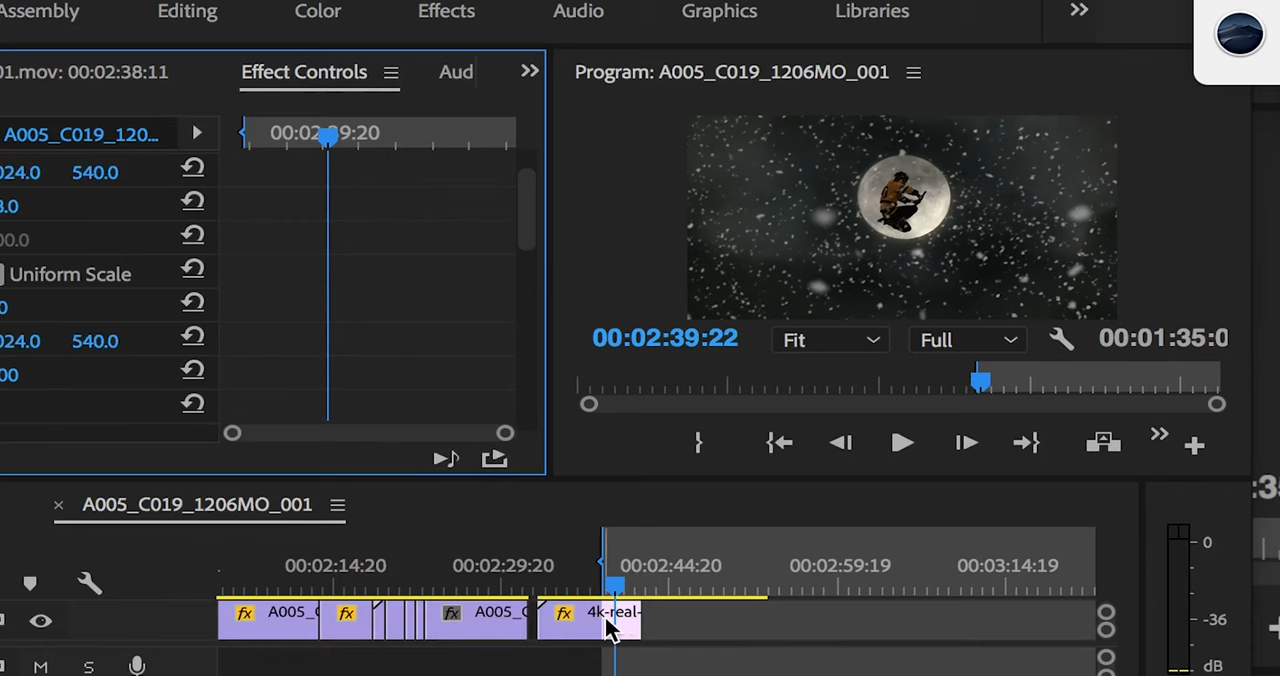 Assembly Editing Color Effects Audio Graphics Libraries
01.mov: 00:02:38:11 Effect Controls Aud
Program: A005_C019_1206MO_001
A005_C019_120...
024.0 540.0
8.0
00.0
Uniform Scale
0
024.0 540.0
00
00:02:39:20
00:02:39:22 Fit Full 00:01:35:0
A005_C019_1206MO_001
00:02:14:20 00:02:29:20 00:02:44:20 00:02:59:19 00:03:14:19
fx A005_C fx fx A005_C fx 4k-real-
M S
0
-36
dB
:35